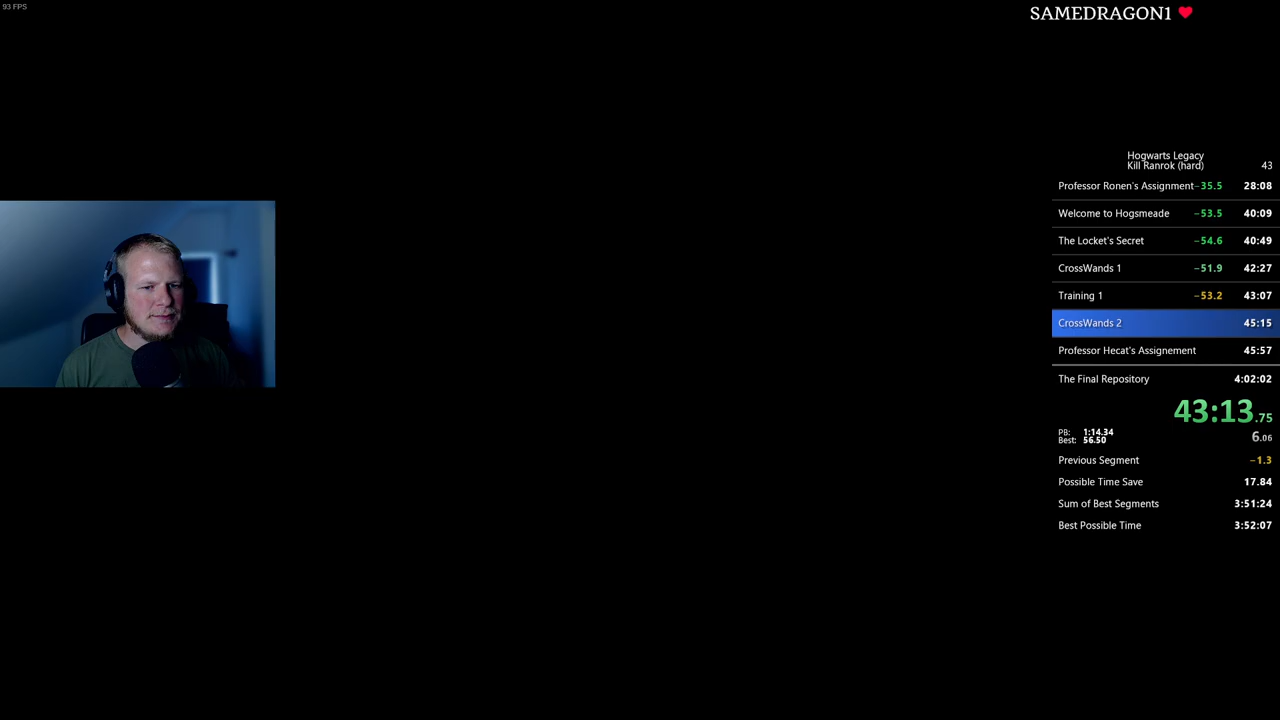 93 FPS
SAMEDRAGON1
Hogwarts Legacy
Kill Ranrok (hard) 43
Professor Ronen's Assignment -35.5 28:08
Welcome to Hogsmeade -53.5 40:09
The Locket's Secret -54.6 40:49
CrossWands 1 -51.9 42:27
Training 1 -53.2 43:07
CrossWands 2 45:15
Professor Hecat's Assignement 45:57
The Final Repository 4:02:02
43:13.75
PB: 1:14.34
Best: 56.50 6.06
Previous Segment -1.3
Possible Time Save 17.84
Sum of Best Segments 3:51:24
Best Possible Time 3:52:07